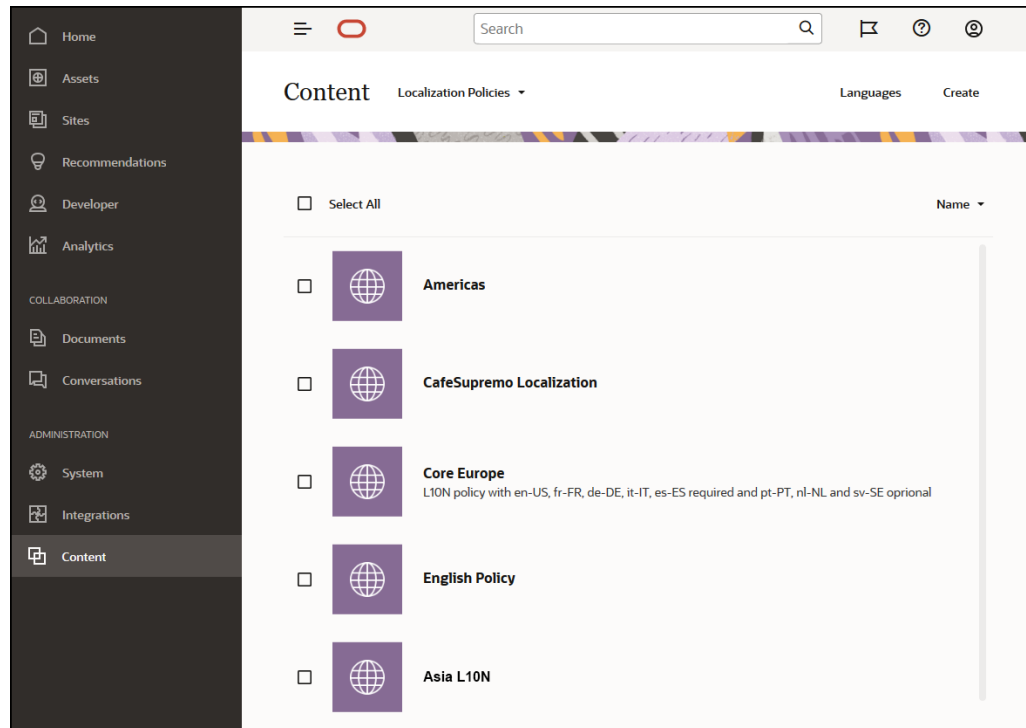 Home
Assets
Sites
Recommendations
Developer
Analytics
COLLABORATION
Documents
Conversations
ADMINISTRATION
System
Integrations
Content
Search
Content Localization Policies Languages Create
Select All Name
Americas
CafeSupremo Localization
Core Europe
L10N policy with en-US, fr-FR, de-DE, it-IT, es-ES required and pt-PT, nl-NL and sv-SE oprional
English Policy
Asia L10N